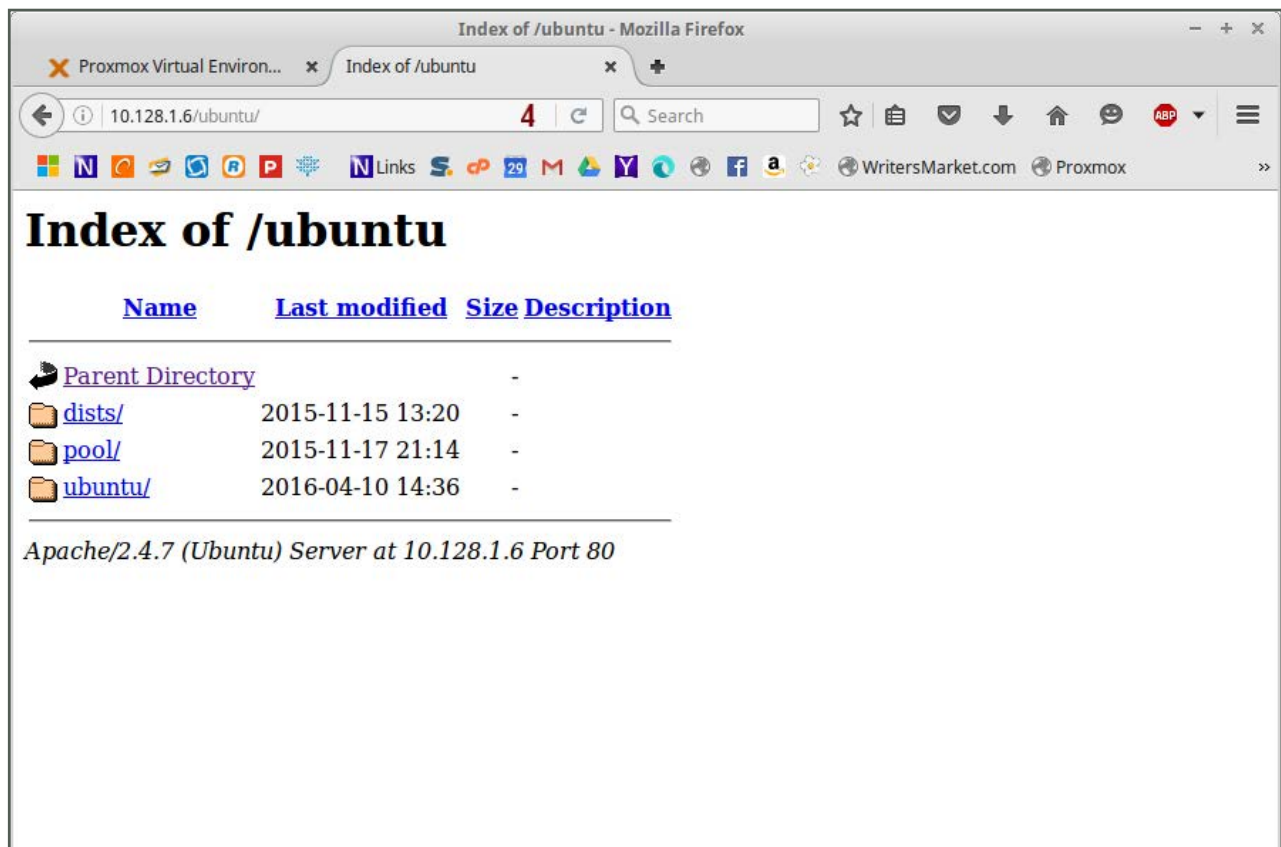 Index of /ubuntu - Mozilla Firefox
Proxmox Virtual Environ... Index of /ubuntu
10.128.1.6/ubuntu/ 4 Search ABP
N R P N Links S. cP 29 M Y f a WritersMarket.com Proxmox »
Index of /ubuntu
Name Last modified Size Description
Parent Directory -
dists/ 2015-11-15 13:20 -
pool/ 2015-11-17 21:14 -
ubuntu/ 2016-04-10 14:36 -
Apache/2.4.7 (Ubuntu) Server at 10.128.1.6 Port 80